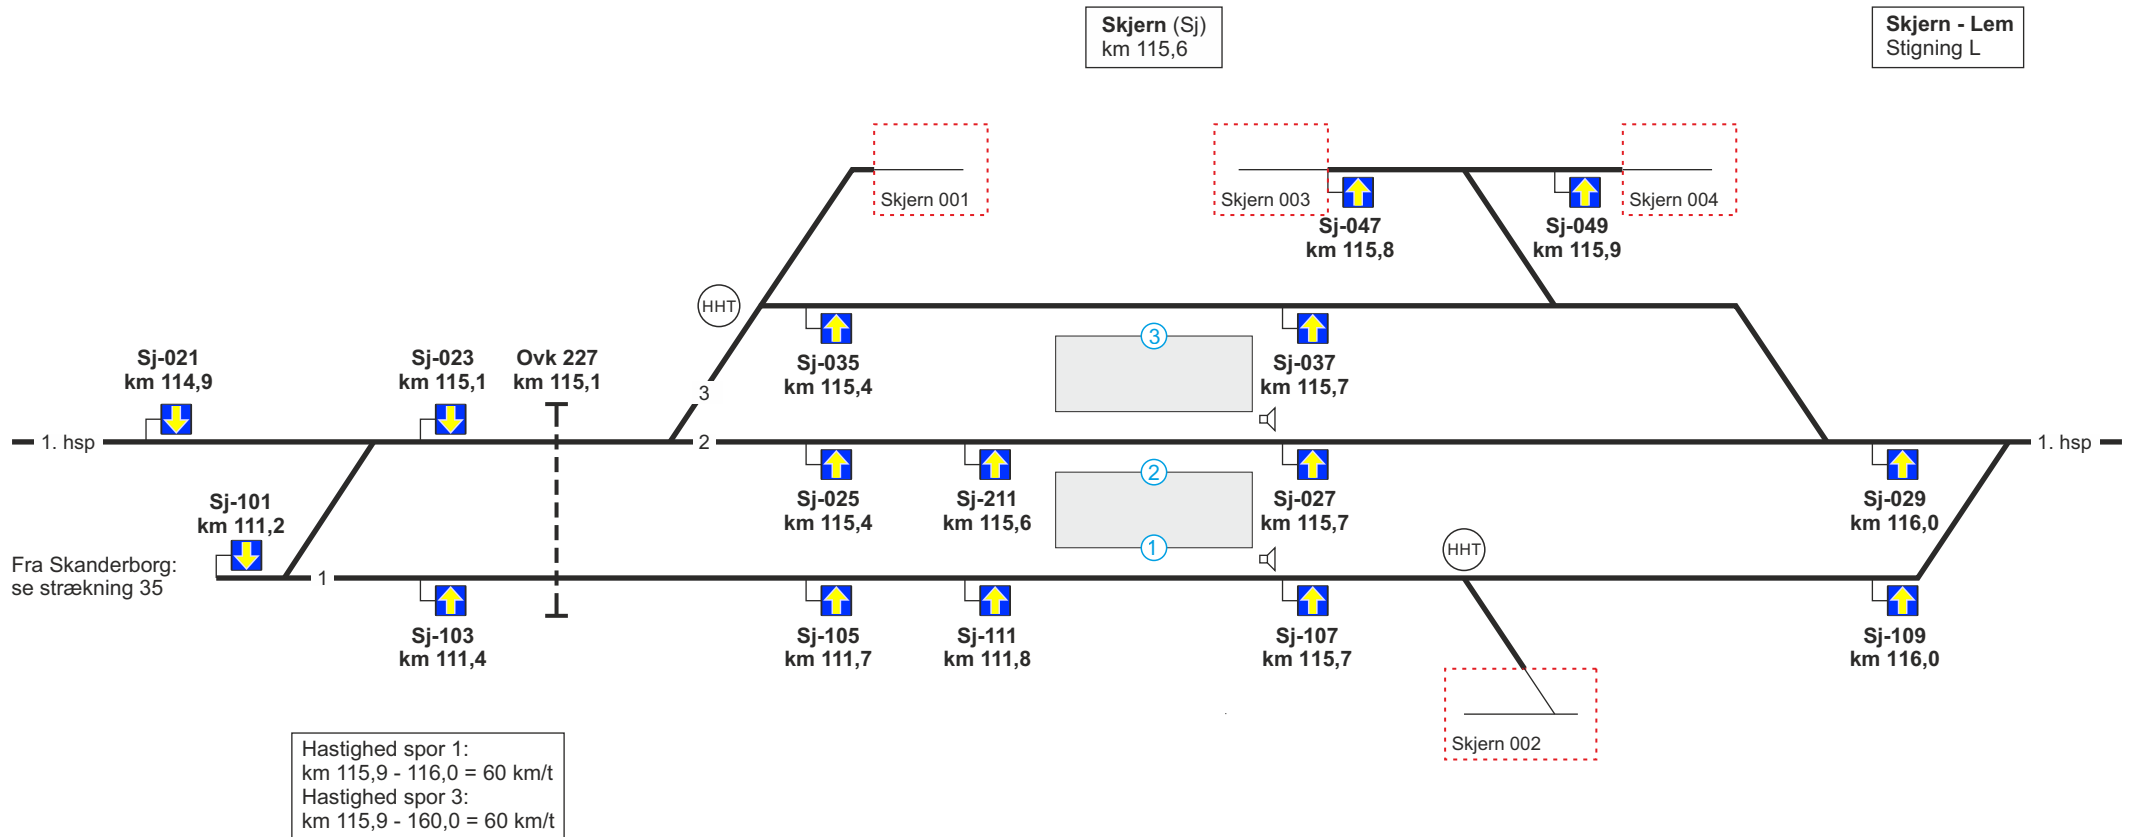 Skjern (Sj)
km 115,6
Skjern - Lem
Stigning L
Skjern 001
Skjern 003
Skjern 004
Sj-047
km 115,8
Sj-049
km 115,9
HHT
3
Sj-021
km 114,9
Sj-023
km 115,1
Ovk 227
km 115,1
3
Sj-035
km 115,4
Sj-037
km 115,7
1. hsp
2
1. hsp
2
Sj-101
km 111,2
Sj-025
km 115,4
Sj-211
km 115,6
Sj-027
km 115,7
Sj-029
km 116,0
1
HHT
Fra Skanderborg:
se strækning 35
1
Sj-103
km 111,4
Sj-105
km 111,7
Sj-111
km 111,8
Sj-107
km 115,7
Sj-109
km 116,0
Skjern 002
Hastighed spor 1:
km 115,9 - 116,0 = 60 km/t
Hastighed spor 3:
km 115,9 - 160,0 = 60 km/t